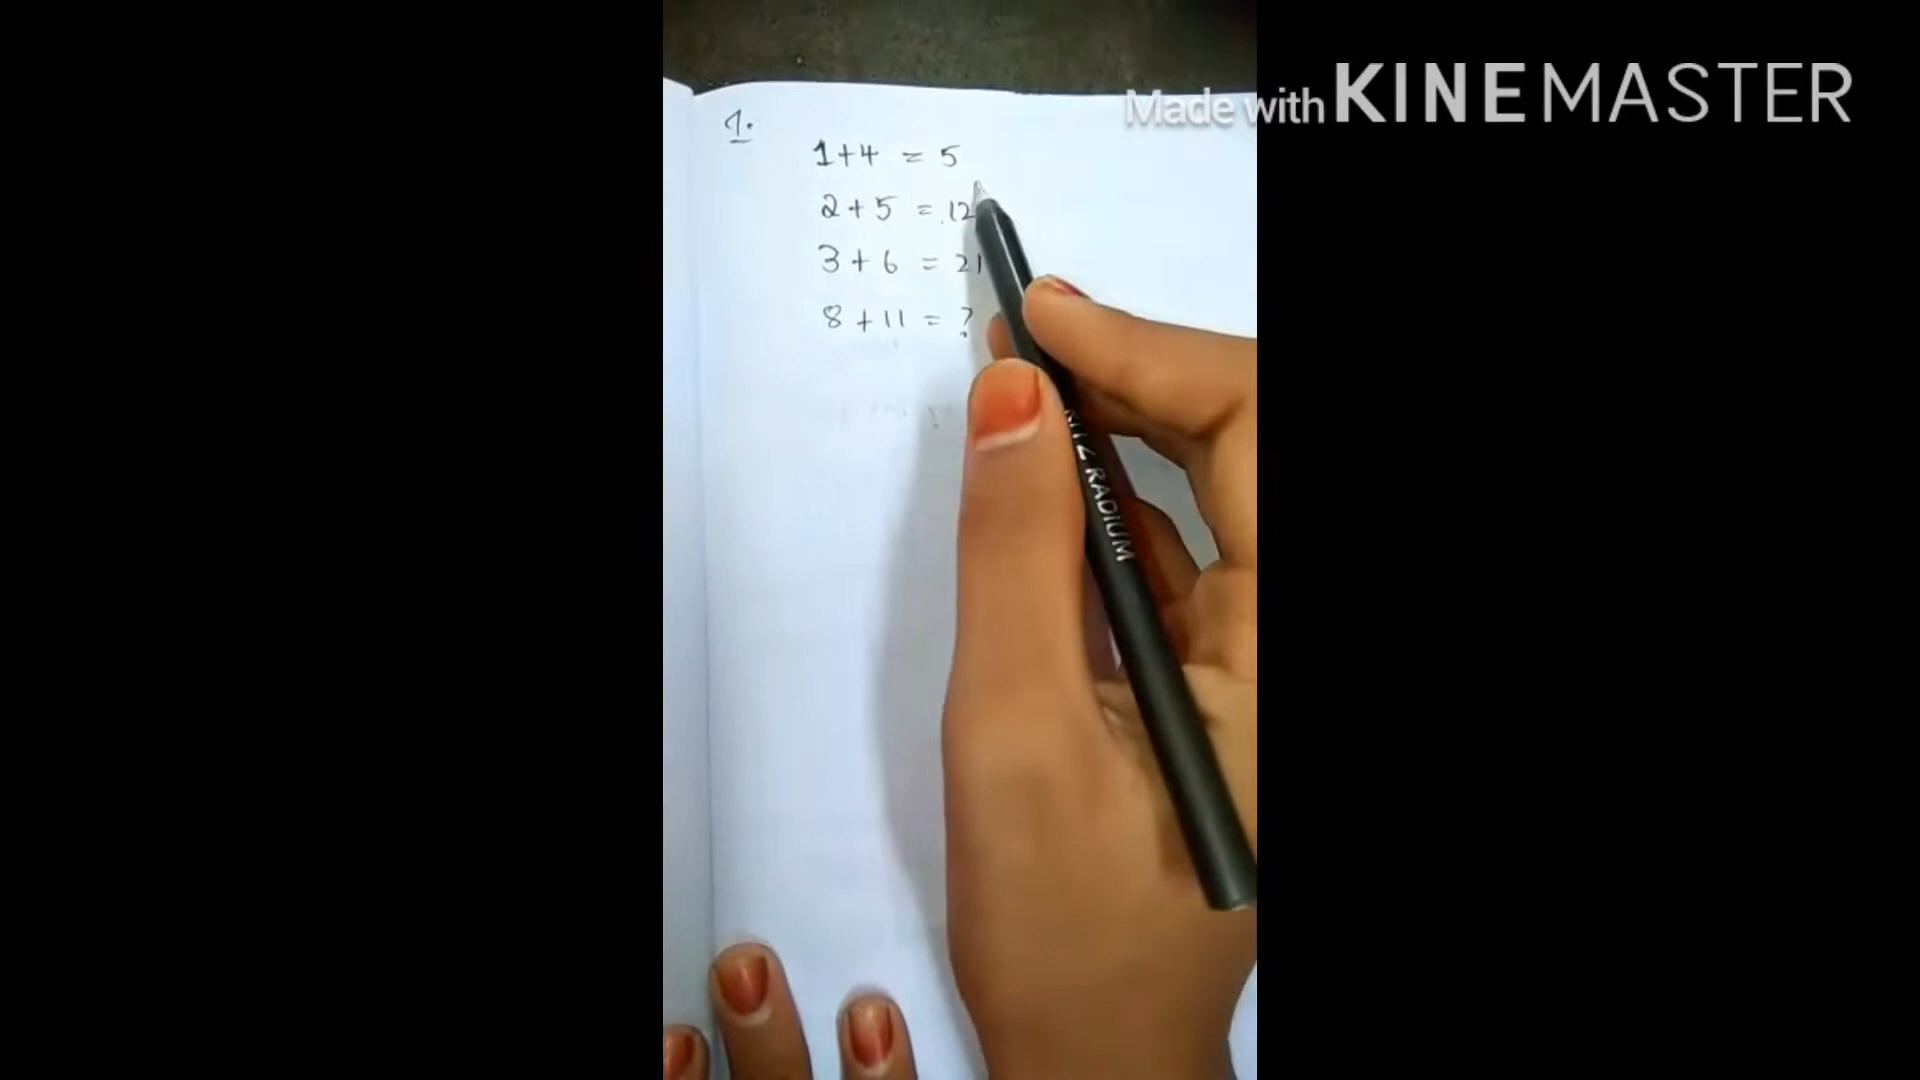 Made with KINEMASTER
1.
1+4 = 5
2+5 = 12
3+6 = 21
8+11 = ?
RADIUM